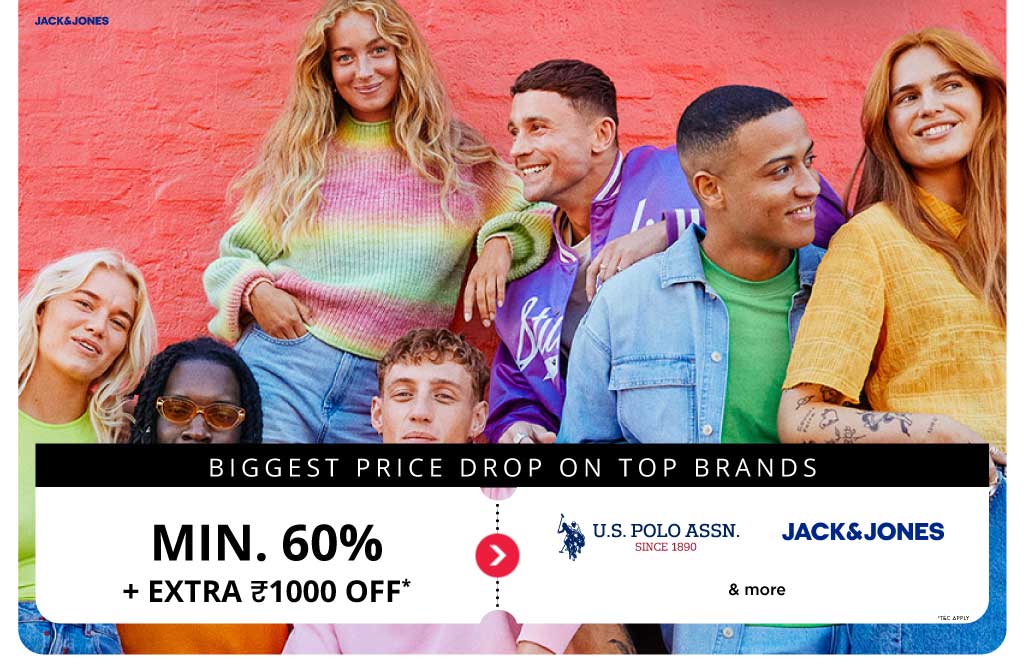 JACK&JONES
BIGGEST PRICE DROP ON TOP BRANDS
MIN. 60%
+ EXTRA ₹1000 OFF*
U.S. POLO ASSN.
SINCE 1890
JACK&JONES
& more
*T&C APPLY